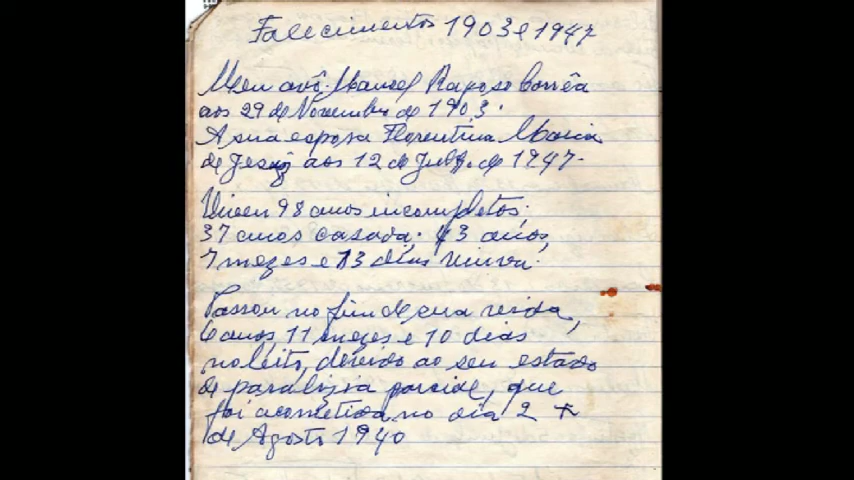 Falecimentos 1903 e 1947
Meu avô. Manoel Raposo Corrêa
aos 29 de Novembro de 1903.
A sua esposa Florentina Maria
de Jesus aos 12 de Julho de 1947.
Viveu 98 anos incompletos;
37 anos casada. 43 anos,
7 mezes e 13 dias viuva.
Passou no fim de sua vida,
6 anos, 11 mezes e 10 dias
no leito, devido ao seu estado
de paralizia parcial, que
foi acometida no dia 2
de Agosto 1940